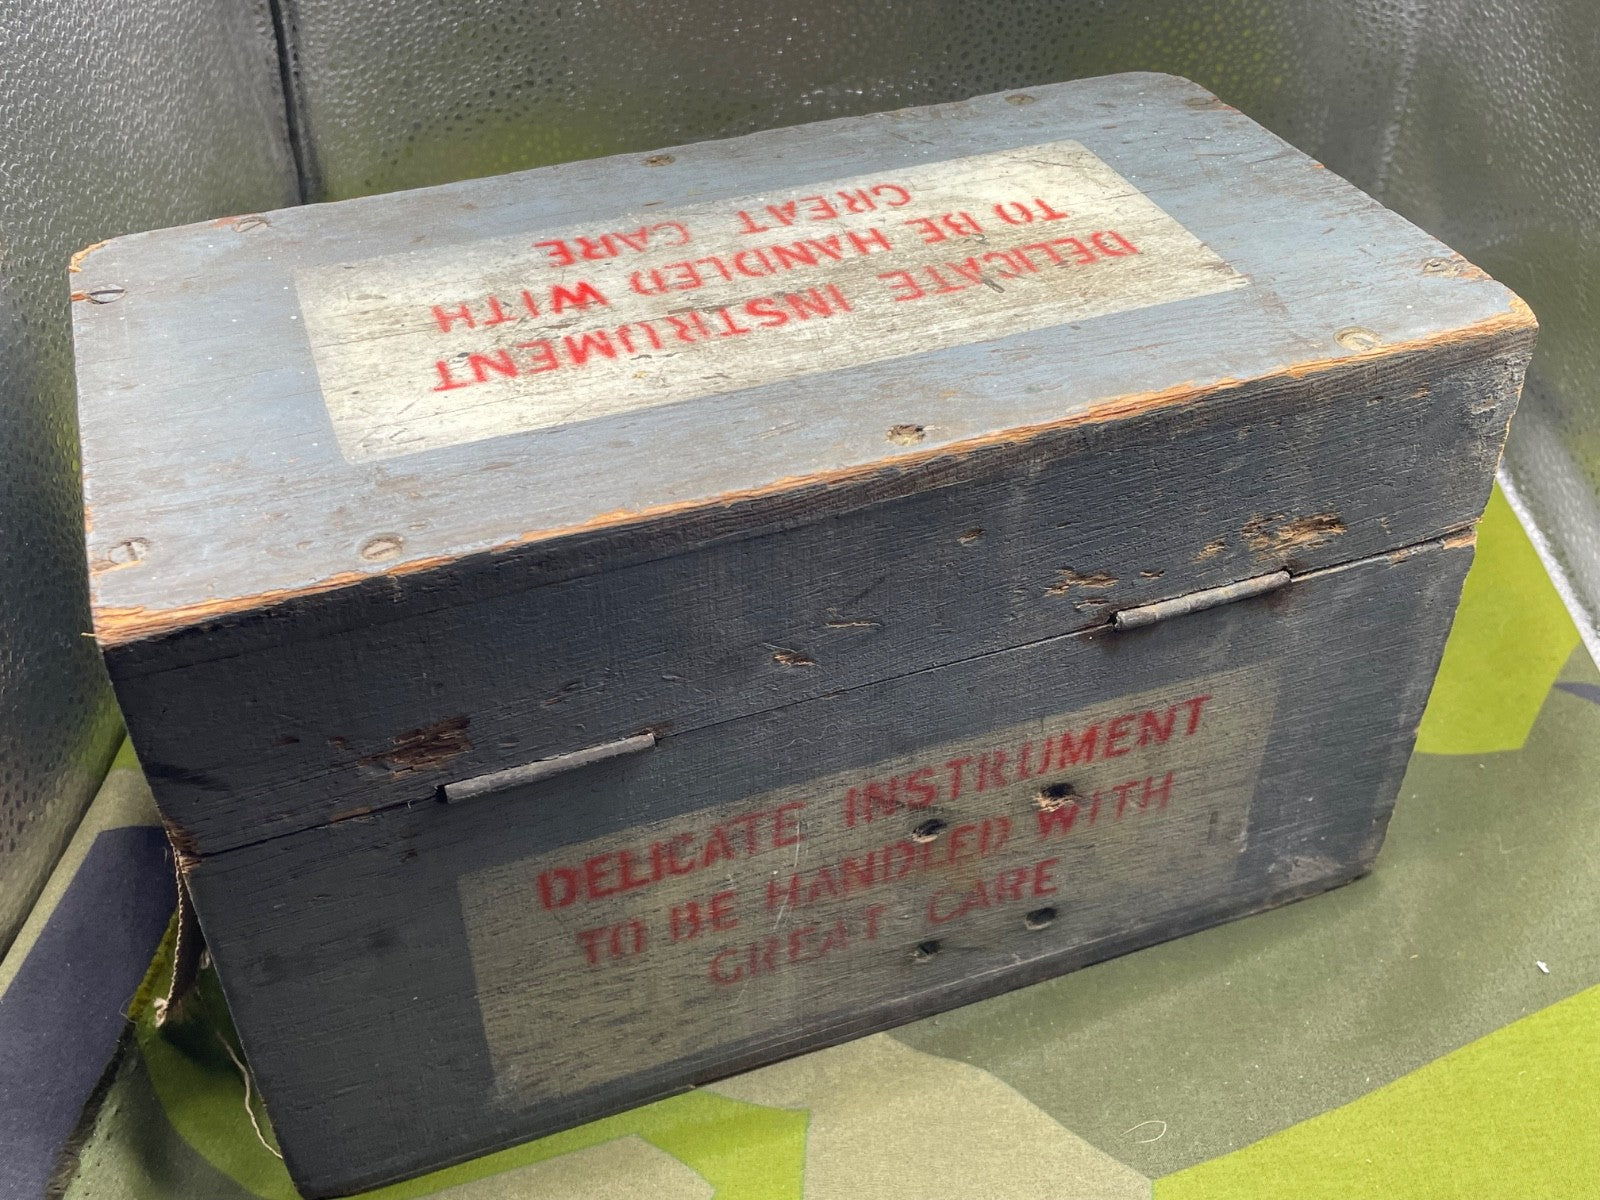 DELICATE INSTRUMENT
TO BE HANDLED WITH
GREAT CARE
DELICATE INSTRUMENT
TO BE HANDLED WITH
GREAT CARE